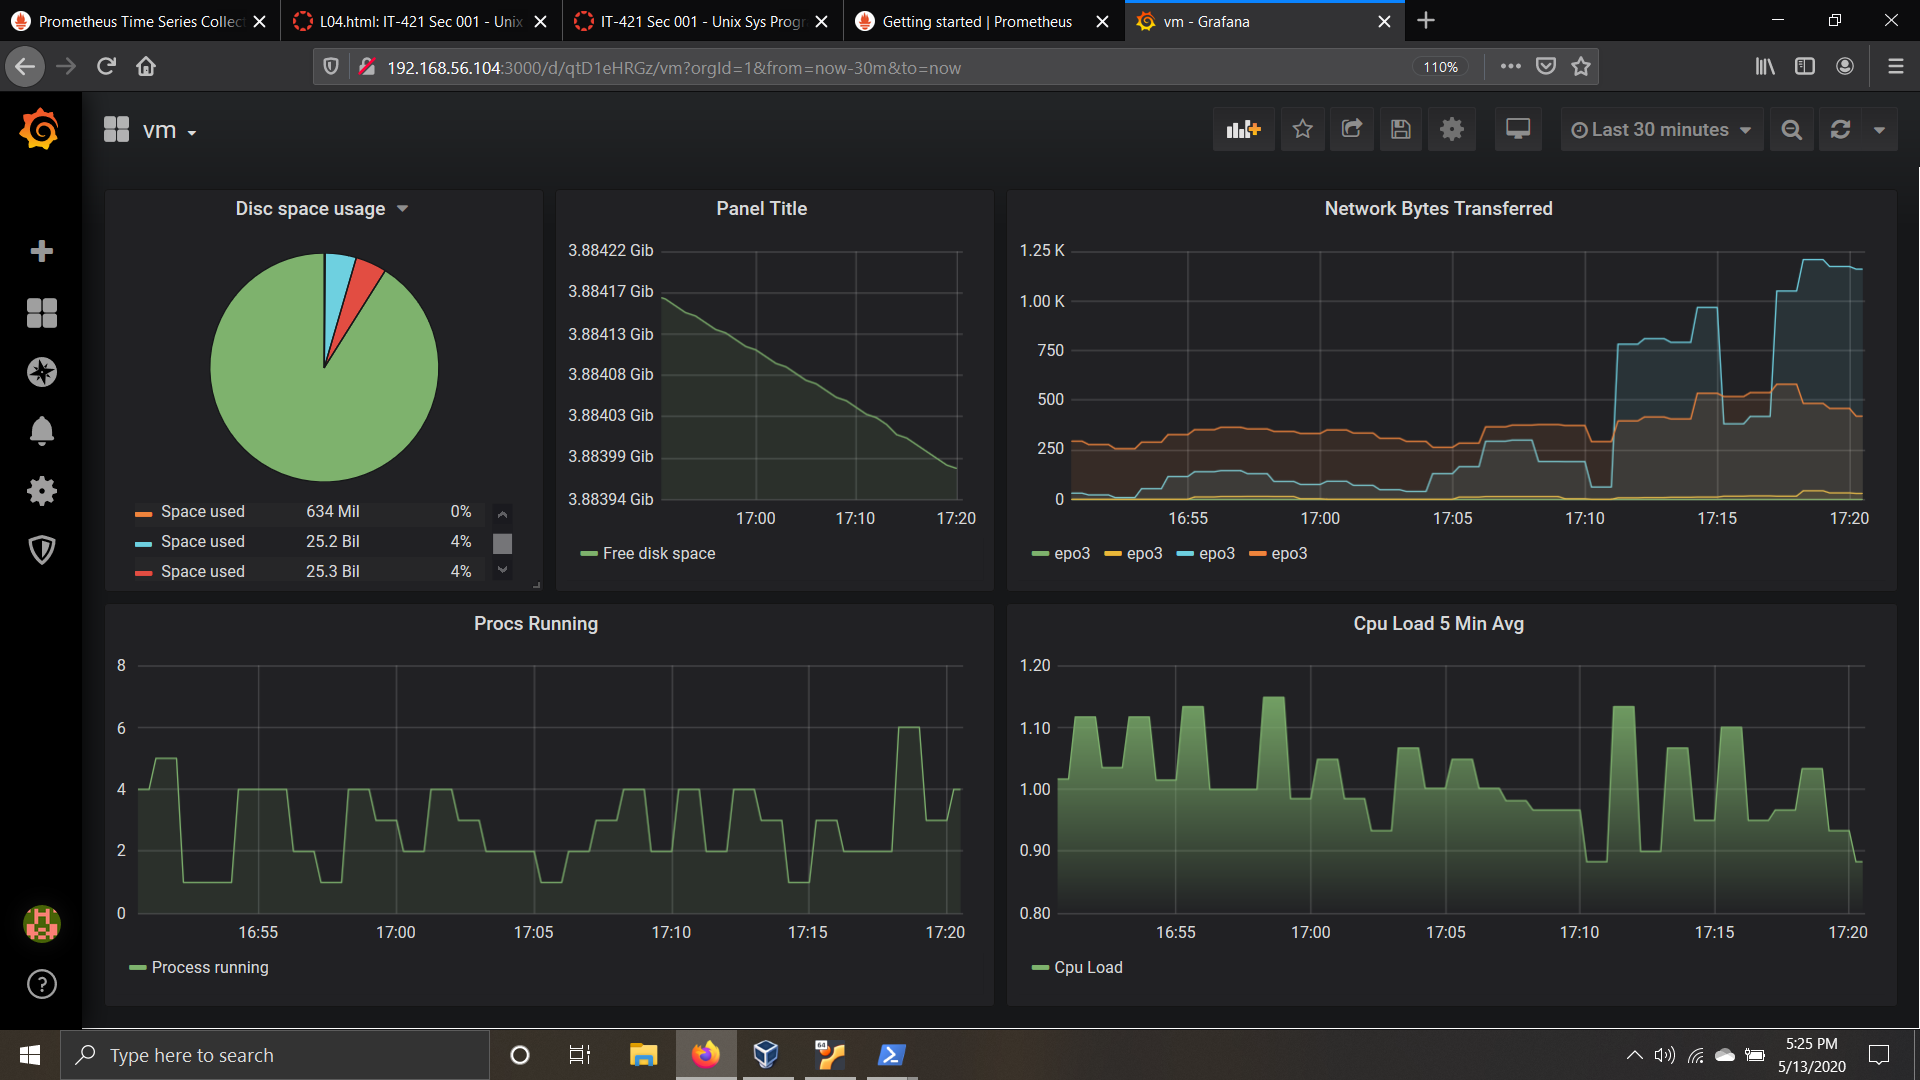 Prometheus Time Series Collect
L04.html: IT-421 Sec 001 - Unix
IT-421 Sec 001 - Unix Sys Progr
Getting started | Prometheus
vm - Grafana
192.168.56.104:3000/d/qtD1eHRGz/vm?orgId=1&from=now-30m&to=now
110%
vm
Last 30 minutes
Disc space usage
Space used 634 Mil 0%
Space used 25.2 Bil 4%
Space used 25.3 Bil 4%
Panel Title
3.88422 Gib
3.88417 Gib
3.88413 Gib
3.88408 Gib
3.88403 Gib
3.88399 Gib
3.88394 Gib
17:00 17:10 17:20
Free disk space
Network Bytes Transferred
1.25 K
1.00 K
750
500
250
0
16:55 17:00 17:05 17:10 17:15 17:20
epo3 epo3 epo3 epo3
Procs Running
8
6
4
2
0
16:55 17:00 17:05 17:10 17:15 17:20
Process running
Cpu Load 5 Min Avg
1.20
1.10
1.00
0.90
0.80
16:55 17:00 17:05 17:10 17:15 17:20
Cpu Load
?
Type here to search
64
5:25 PM
5/13/2020